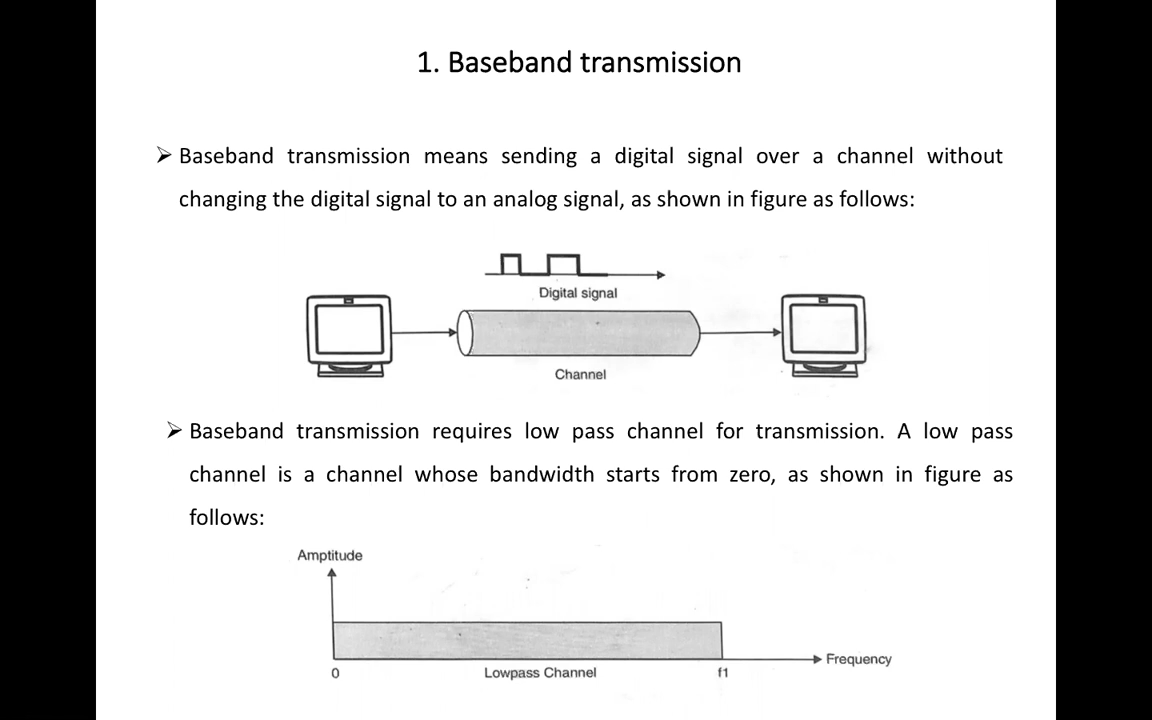 1. Baseband transmission
➢ Baseband transmission means sending a digital signal over a channel without
changing the digital signal to an analog signal, as shown in figure as follows:
Digital signal
Channel
➢ Baseband transmission requires low pass channel for transmission. A low pass
channel is a channel whose bandwidth starts from zero, as shown in figure as
follows:
Amptitude
Frequency
0 Lowpass Channel f1